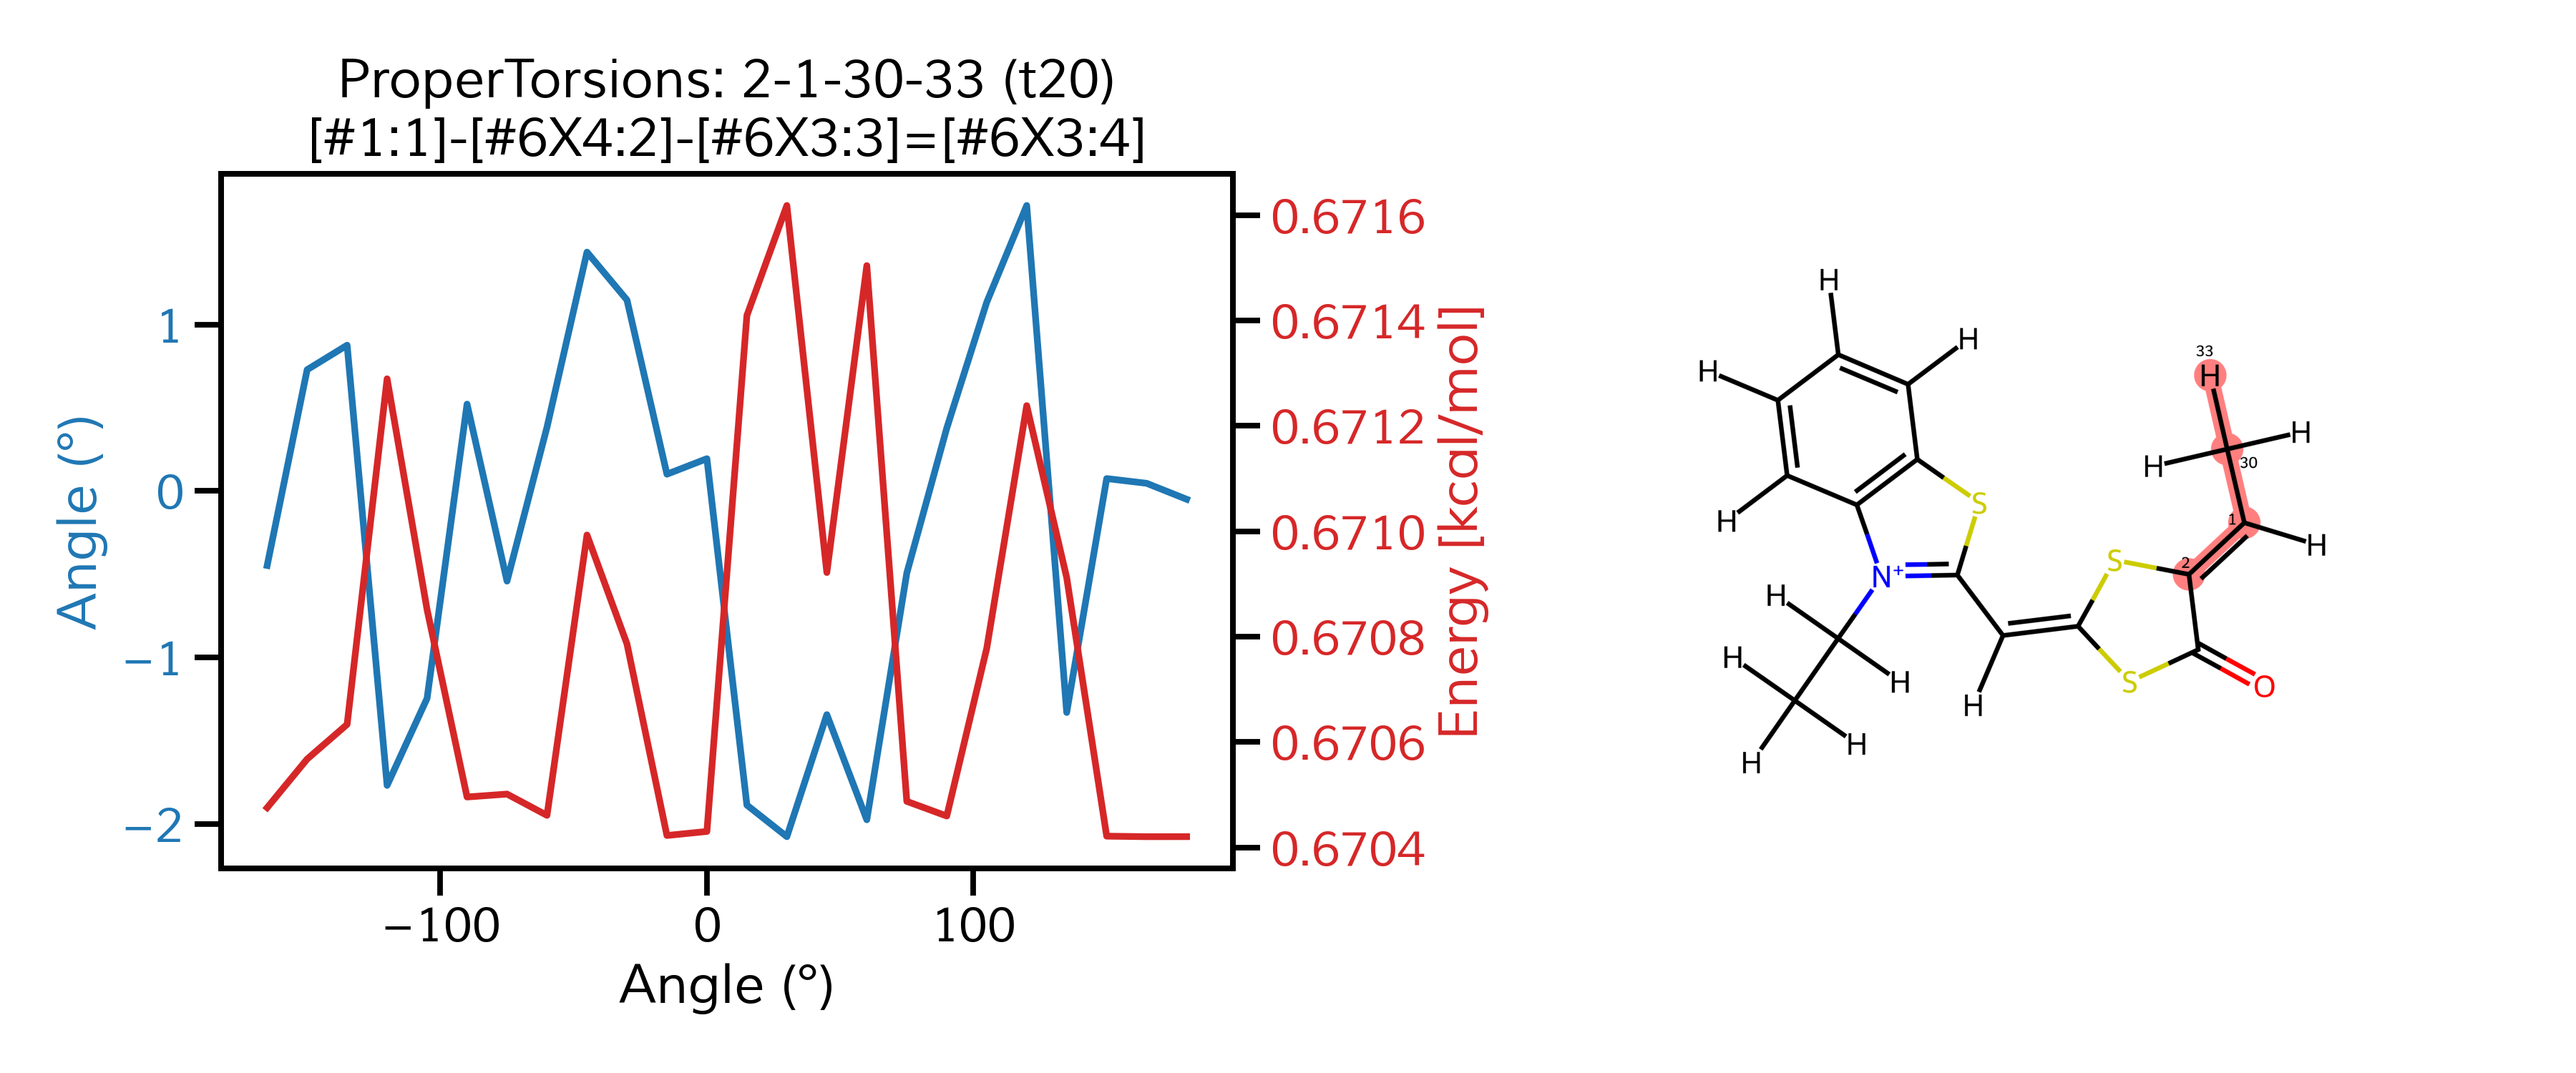 ProperTorsions: 2-1-30-33 (t20)
[#1:1]-[#6X4:2]-[#6X3:3]=[#6X3:4]
Angle (°)
1
0
−1
−2
0.6716
0.6714
0.6712
0.6710
0.6708
0.6706
0.6704
Energy [kcal/mol]
−100
0
100
Angle (°)
H
H
33
H
H
H
H
30
H
S
1
H
H
S
2
N⁺
H
H
H
S
O
H
H
H
H